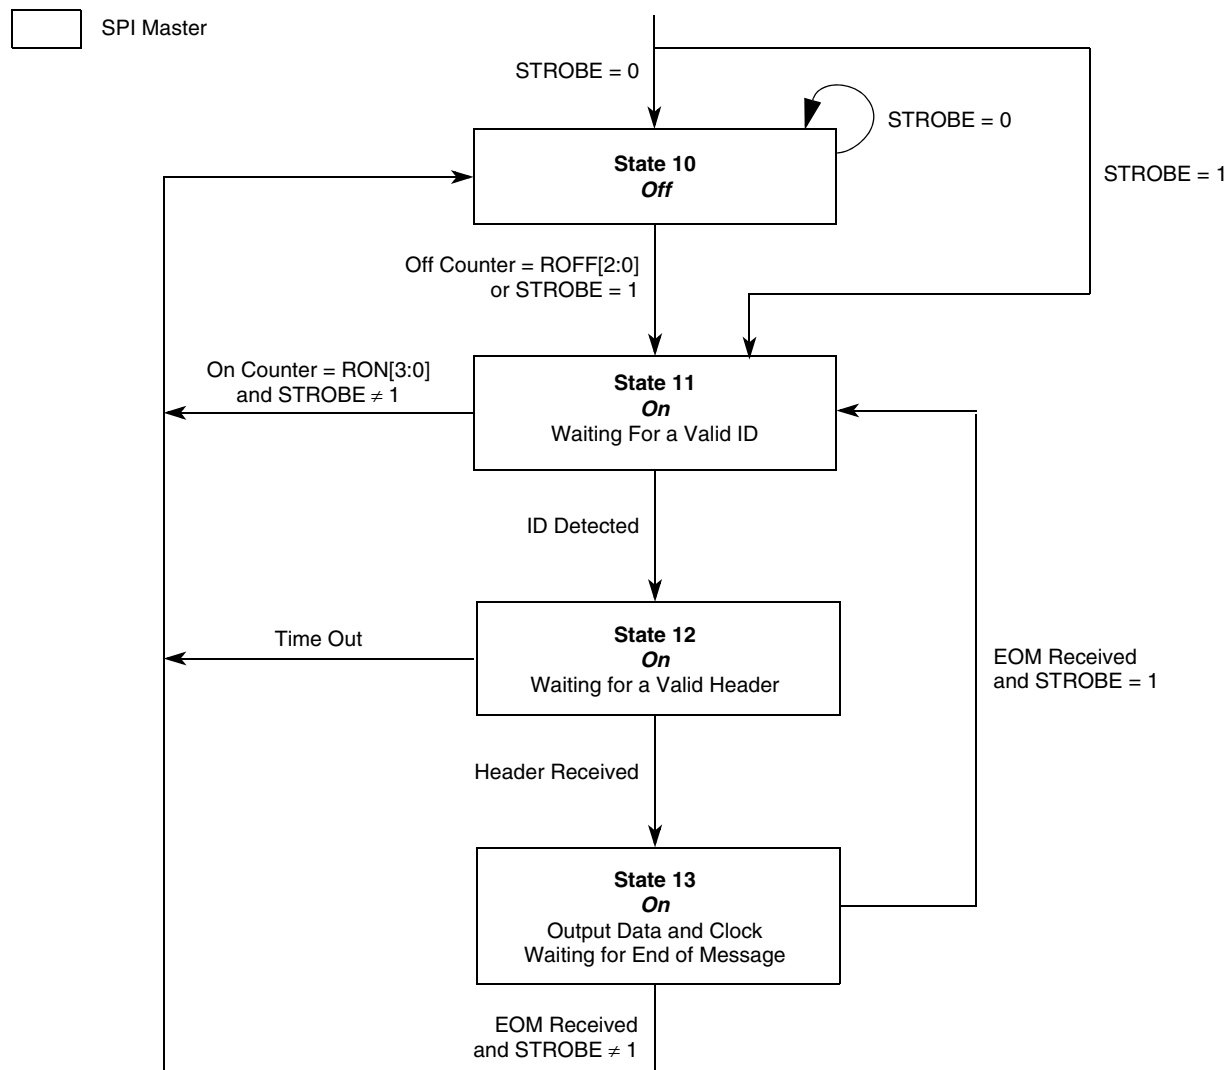 SPI Master
STROBE = 0
STROBE = 0
STROBE = 1
State 10
Off
Off Counter = ROFF[2:0]
or STROBE = 1
On Counter = RON[3:0]
and STROBE ≠ 1
State 11
On
Waiting For a Valid ID
ID Detected
Time Out
State 12
On
Waiting for a Valid Header
EOM Received
and STROBE = 1
Header Received
State 13
On
Output Data and Clock
Waiting for End of Message
EOM Received
and STROBE ≠ 1